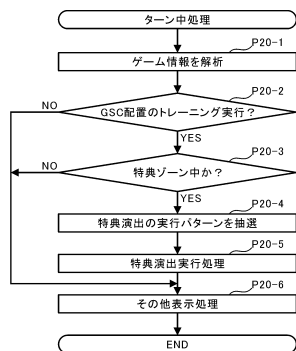 ターン中処理
P20-1
ゲーム情報を解析
P20-2
GSC配置のトレーニング実行？
NO
YES
P20-3
特典ゾーン中か？
NO
YES
P20-4
特典演出の実行パターンを抽選
P20-5
特典演出実行処理
P20-6
その他表示処理
END